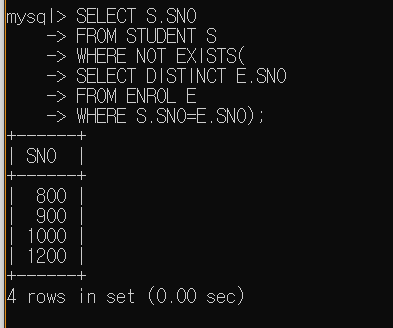 mysql> SELECT S.SNO
    -> FROM STUDENT S
    -> WHERE NOT EXISTS(
    -> SELECT DISTINCT E.SNO
    -> FROM ENROL E
    -> WHERE S.SNO=E.SNO);
+------+
| SNO  |
+------+
|  800 |
|  900 |
| 1000 |
| 1200 |
+------+
4 rows in set (0.00 sec)